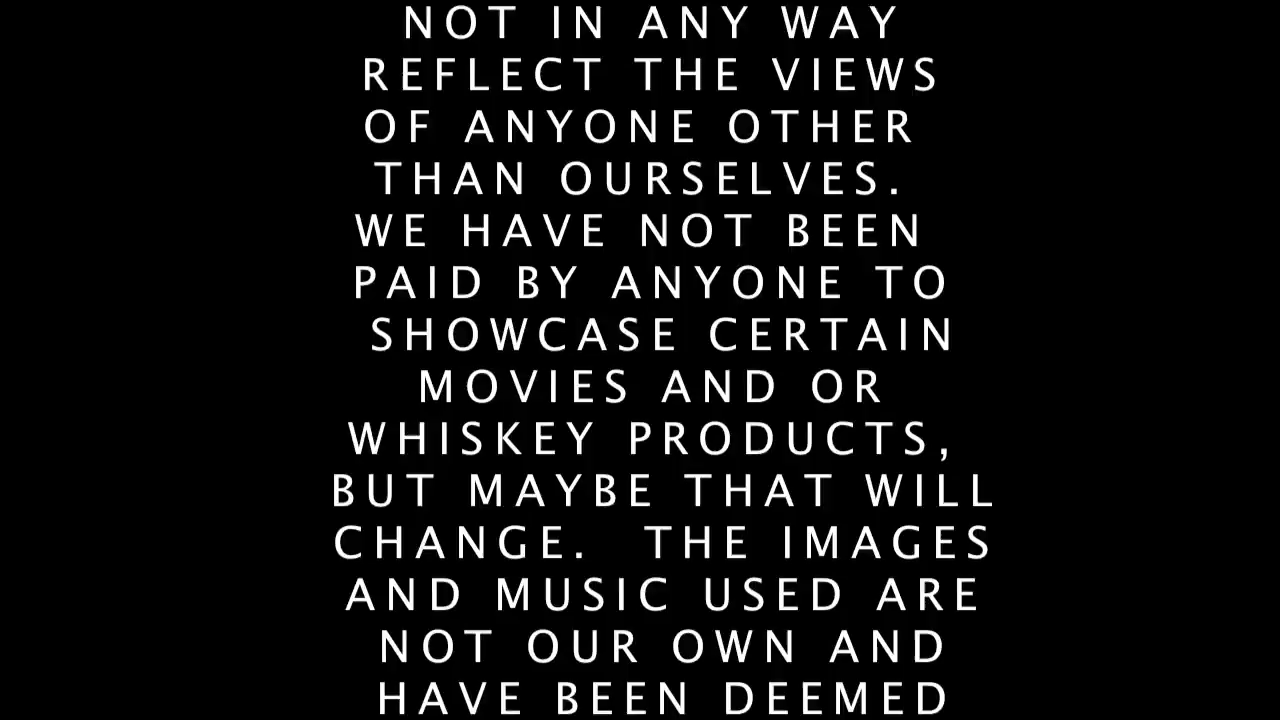 NOT IN ANY WAY
REFLECT THE VIEWS
OF ANYONE OTHER
THAN OURSELVES.
WE HAVE NOT BEEN
PAID BY ANYONE TO
SHOWCASE CERTAIN
MOVIES AND OR
WHISKEY PRODUCTS,
BUT MAYBE THAT WILL
CHANGE.  THE IMAGES
AND MUSIC USED ARE
NOT OUR OWN AND
HAVE BEEN DEEMED